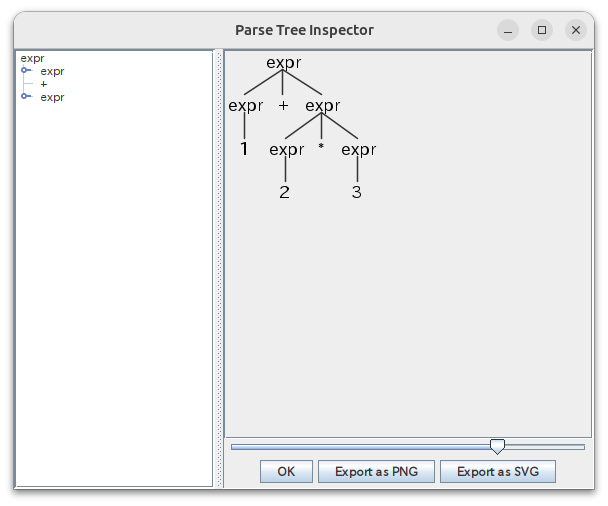 Parse Tree Inspector
expr
expr
+
expr
expr
expr + expr
1 expr * expr
2 3
OK Export as PNG Export as SVG